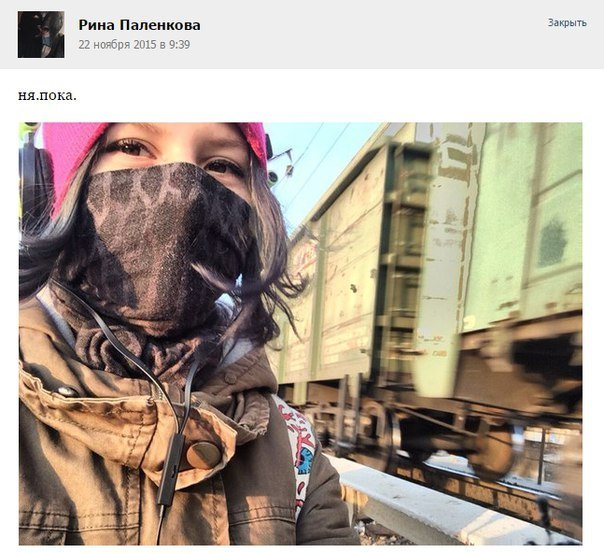 Рина Паленкова
Закрыть
22 ноября 2015 в 9:39
ня.пока.